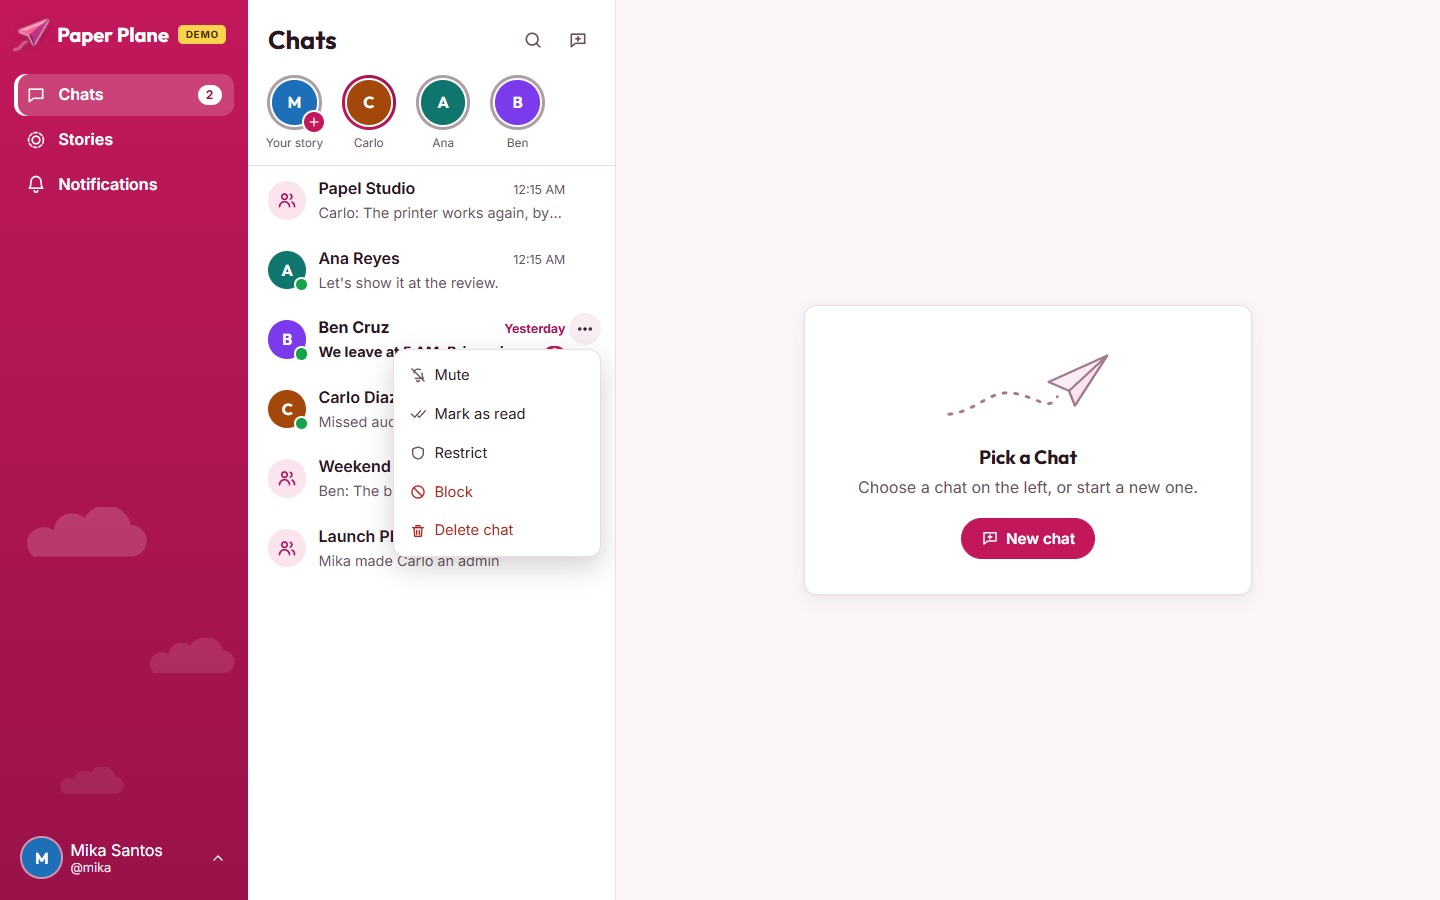 Paper Plane DEMO
Chats 2
Stories
Notifications
M Mika Santos
@mika
Chats
M C A B
Your story Carlo Ana Ben
Papel Studio 12:15 AM
Carlo: The printer works again, by...
A Ana Reyes 12:15 AM
Let's show it at the review.
B Ben Cruz Yesterday
We leave at 5 AM.
C Carlo Diaz
Missed
Weekend
Ben: The
Launch
Mika made Carlo an admin
Mute
Mark as read
Restrict
Block
Delete chat
Pick a Chat
Choose a chat on the left, or start a new one.
New chat